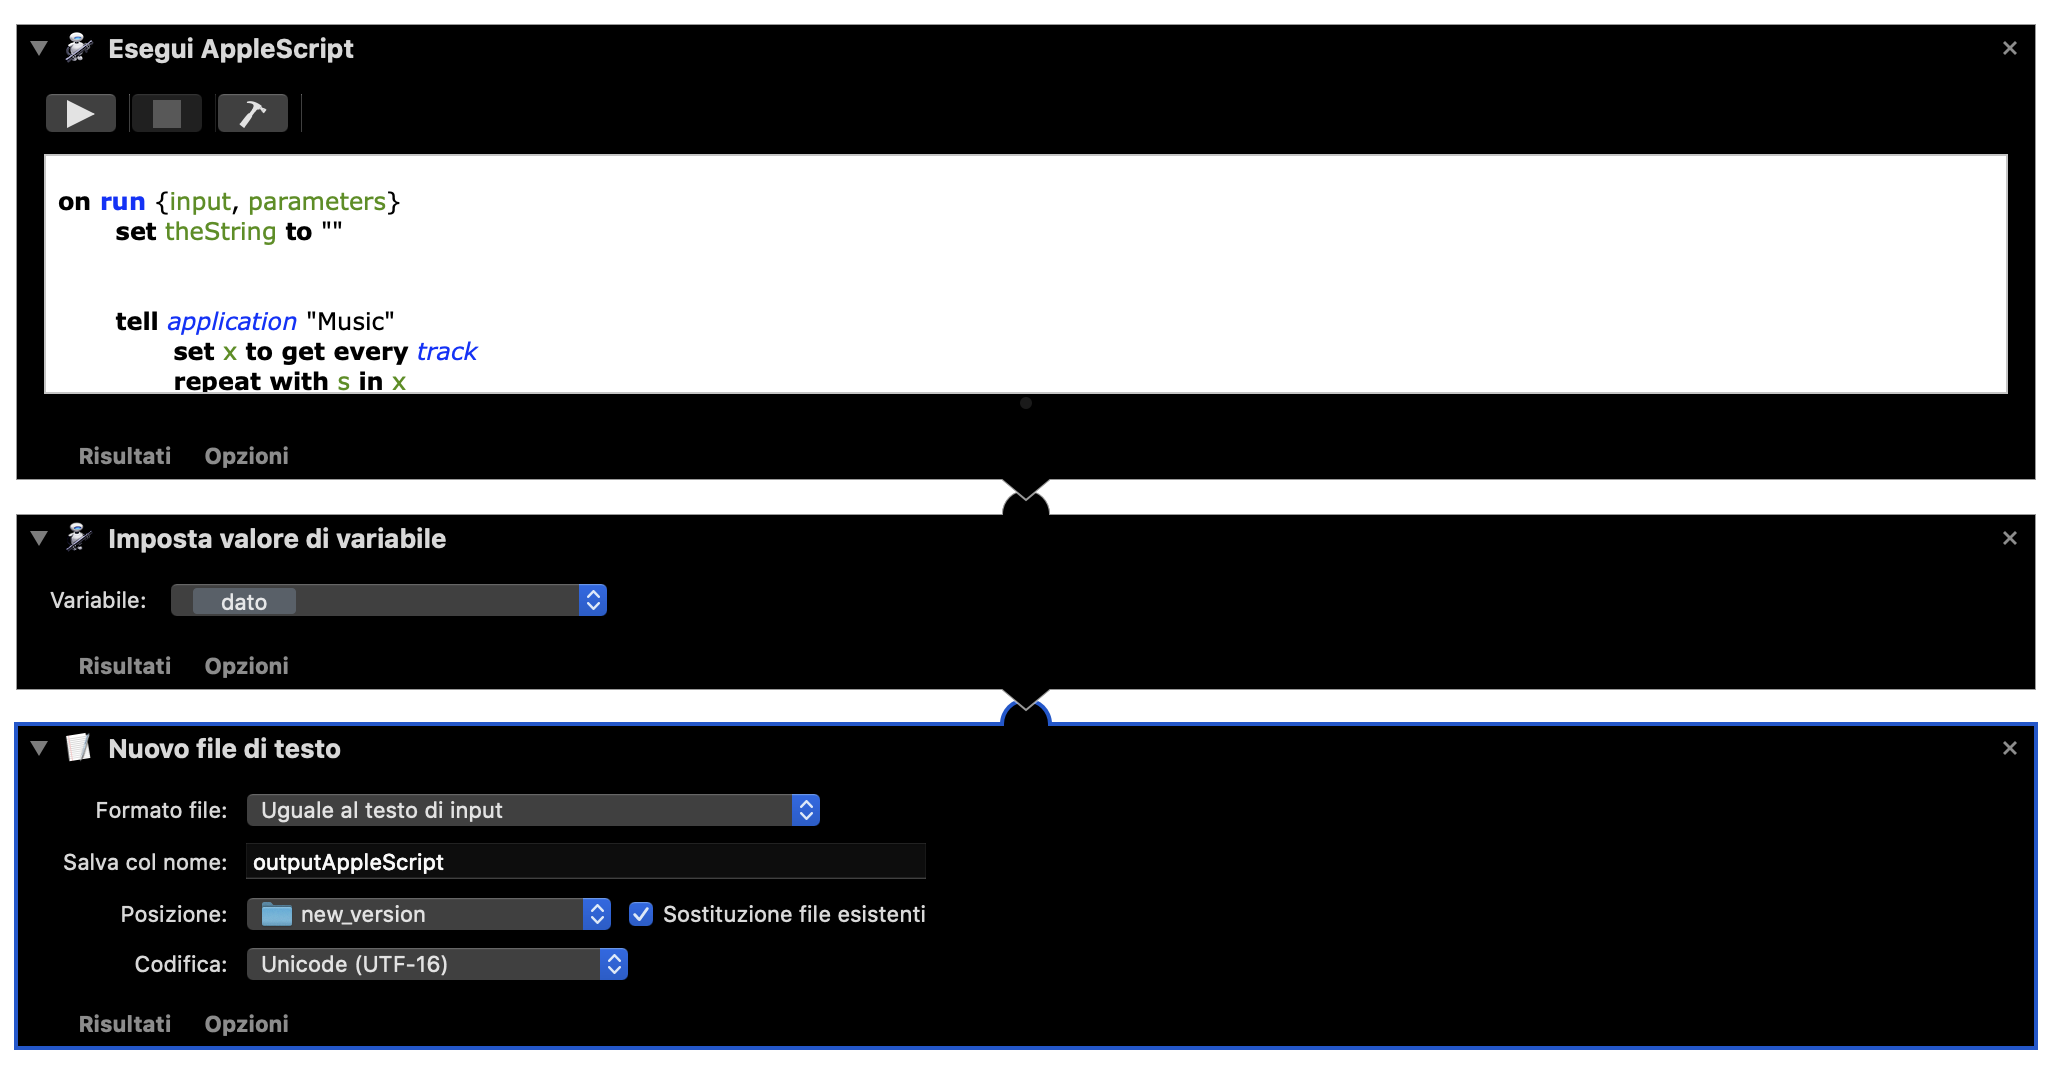 Esegui AppleScript
on run {input, parameters}
set theString to ""
tell application "Music"
set x to get every track
repeat with s in x
Risultati Opzioni
Imposta valore di variabile
Variabile: dato
Risultati Opzioni
Nuovo file di testo
Formato file: Uguale al testo di input
Salva col nome: outputAppleScript
Posizione: new_version Sostituzione file esistenti
Codifica: Unicode (UTF-16)
Risultati Opzioni